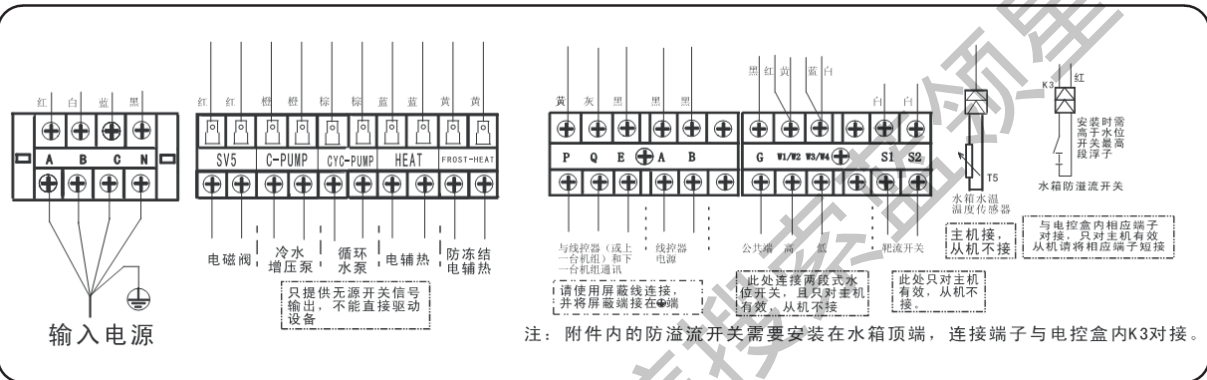 红 白 蓝 黑
A B C N
输入电源
红 红 橙 橙 棕 棕 蓝 蓝 黄 黄
SV5 C-PUMP CYC-PUMP HEAT FROST-HEAT
电磁阀
冷水
增压泵
循环
水泵
电辅热
防冻结
电辅热
只提供无源开关信号
输出，不能直接驱动
设备
黄 灰 黑 黑 黑
P Q E A B
与线控器（或上
一台机组）和下
一台机组通讯
线控器
电源
请使用屏蔽线连接，
并将屏蔽端接在⏚端
黑 红 黄 蓝 白 白 白
G W1/W2 W3/W4 S1 S2
公共端 高 低
靶流开关
此处连接两段式水
位开关，且只对主机
有效，从机不接
此处只对主机
有效，从机不
接。
T5
水箱水温
温度传感器
主机接，
从机不接
K3 红
安装时需
高于水位
开关最高
段浮子
水箱防溢流开关
与电控盒内相应端子
对接，只对主机有效
从机请将相应端子短接
注：附件内的防溢流开关需要安装在水箱顶端，连接端子与电控盒内K3对接。
搜索蓝领星